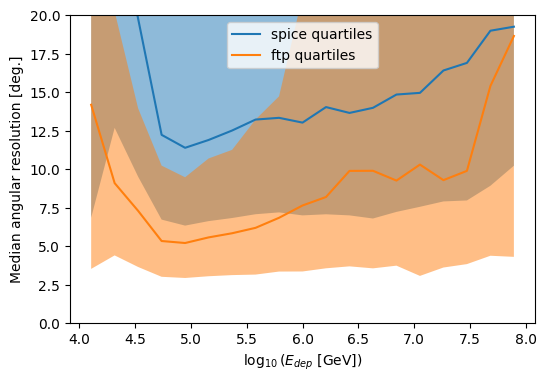 20.0
17.5
15.0
12.5
10.0
7.5
5.0
2.5
0.0
Median angular resolution [deg.]
spice quartiles
ftp quartiles
4.0 4.5 5.0 5.5 6.0 6.5 7.0 7.5 8.0
log₁₀(E_dep [GeV])